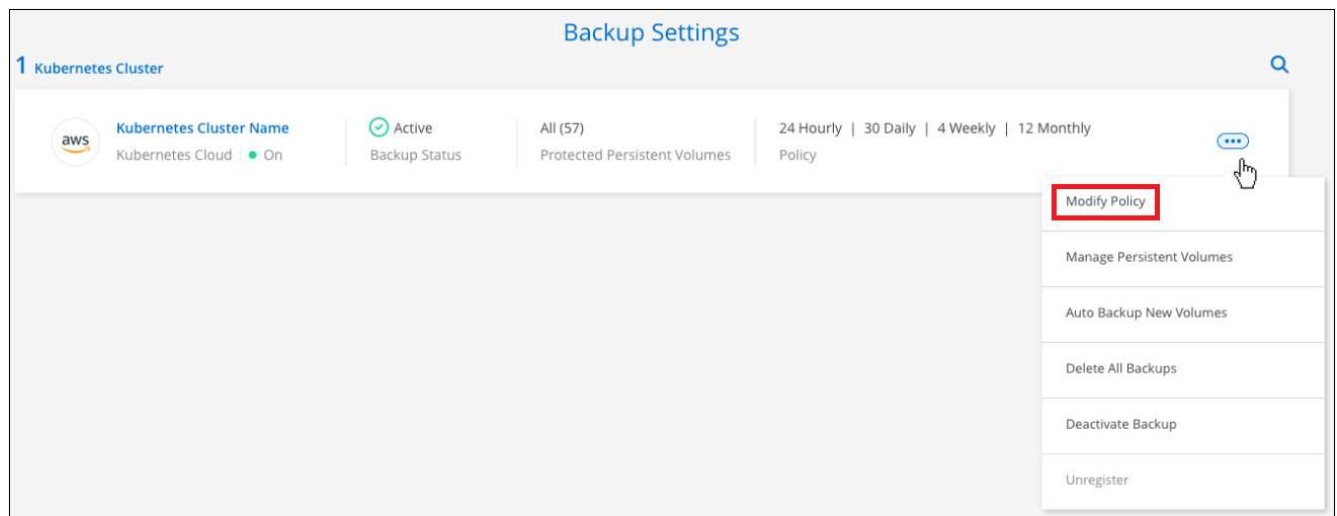 Backup Settings
1 Kubernetes Cluster
aws
Kubernetes Cluster Name
Kubernetes Cloud
On
Active
Backup Status
All (57)
Protected Persistent Volumes
24 Hourly | 30 Daily | 4 Weekly | 12 Monthly
Policy
Modify Policy
Manage Persistent Volumes
Auto Backup New Volumes
Delete All Backups
Deactivate Backup
Unregister